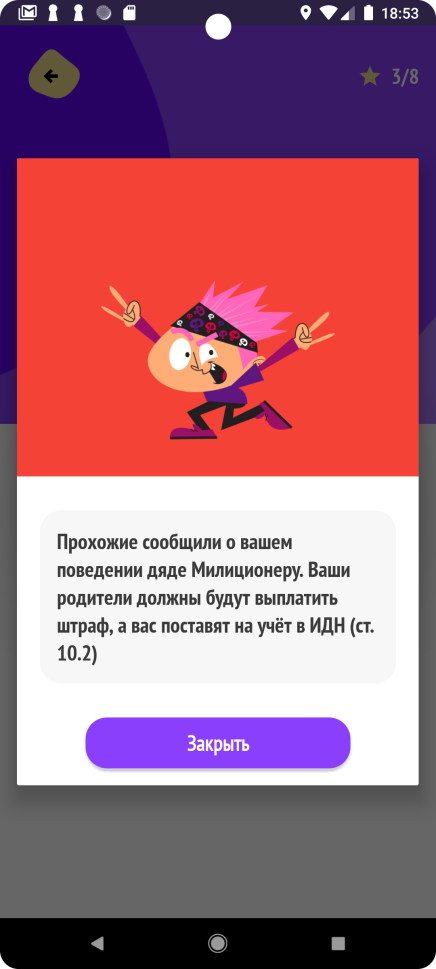 18:53
3/8
Прохожие сообщили о вашем
поведении дяде Милиционеру. Ваши
родители должны будут выплатить
штраф, а вас поставят на учёт в ИДН (ст.
10.2)
Закрыть